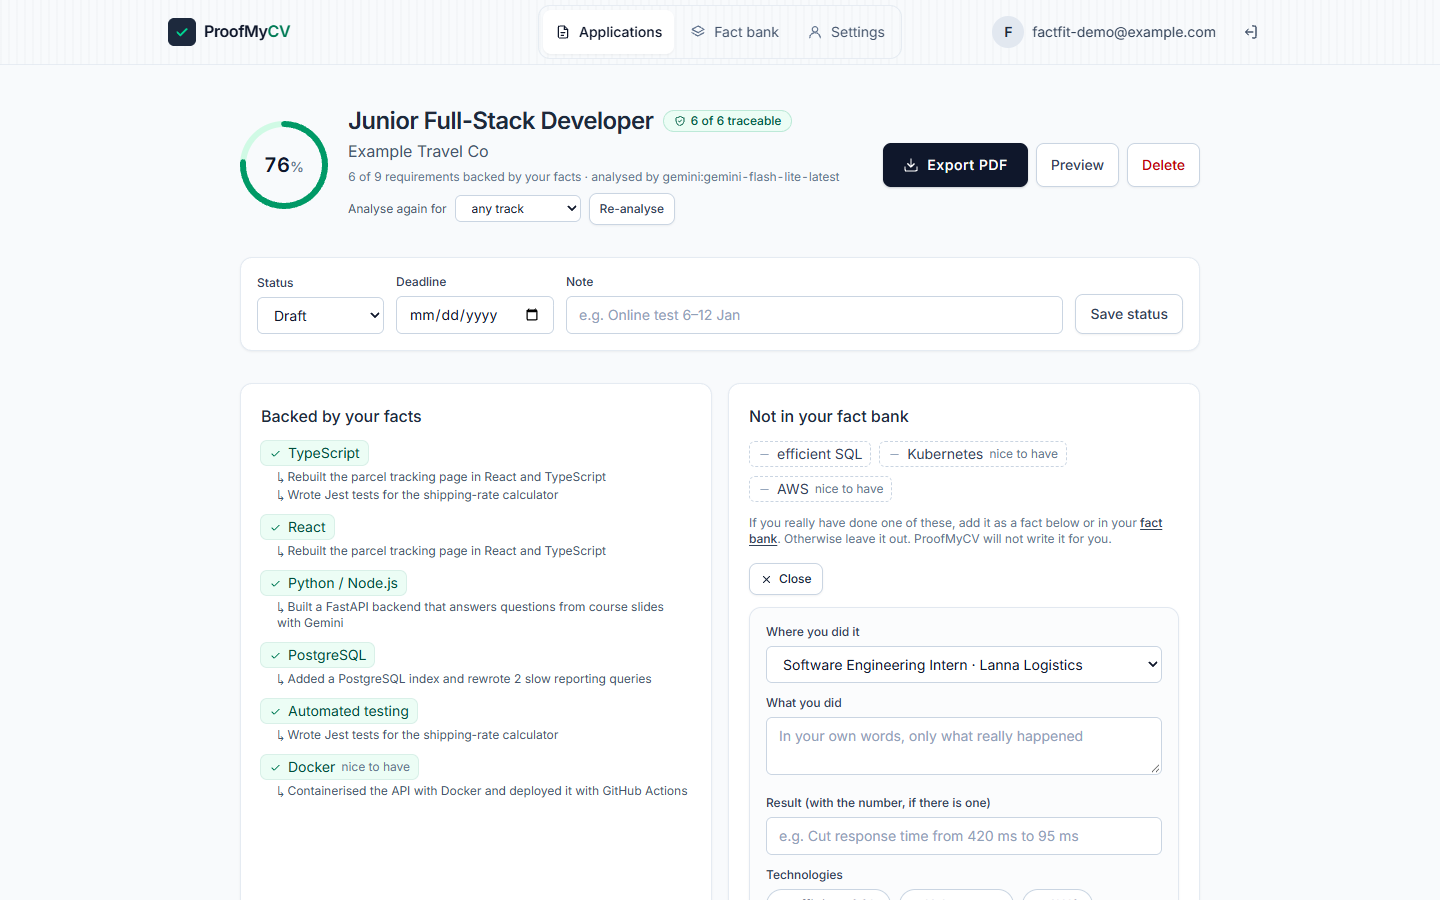 ProofMyCV
Applications
Fact bank
Settings
F
factfit-demo@example.com
76%
Junior Full-Stack Developer
6 of 6 traceable
Example Travel Co
6 of 9 requirements backed by your facts · analysed by gemini:gemini-flash-lite-latest
Analyse again for
any track
Re-analyse
Export PDF
Preview
Delete
Status
Draft
Deadline
mm/dd/yyyy
Note
e.g. Online test 6–12 Jan
Save status
Backed by your facts
✓ TypeScript
↳ Rebuilt the parcel tracking page in React and TypeScript
↳ Wrote Jest tests for the shipping-rate calculator
✓ React
↳ Rebuilt the parcel tracking page in React and TypeScript
✓ Python / Node.js
↳ Built a FastAPI backend that answers questions from course slides
with Gemini
✓ PostgreSQL
↳ Added a PostgreSQL index and rewrote 2 slow reporting queries
✓ Automated testing
↳ Wrote Jest tests for the shipping-rate calculator
✓ Docker nice to have
↳ Containerised the API with Docker and deployed it with GitHub Actions
Not in your fact bank
– efficient SQL
– Kubernetes nice to have
– AWS nice to have
If you really have done one of these, add it as a fact below or in your fact
bank. Otherwise leave it out. ProofMyCV will not write it for you.
× Close
Where you did it
Software Engineering Intern · Lanna Logistics
What you did
In your own words, only what really happened
Result (with the number, if there is one)
e.g. Cut response time from 420 ms to 95 ms
Technologies